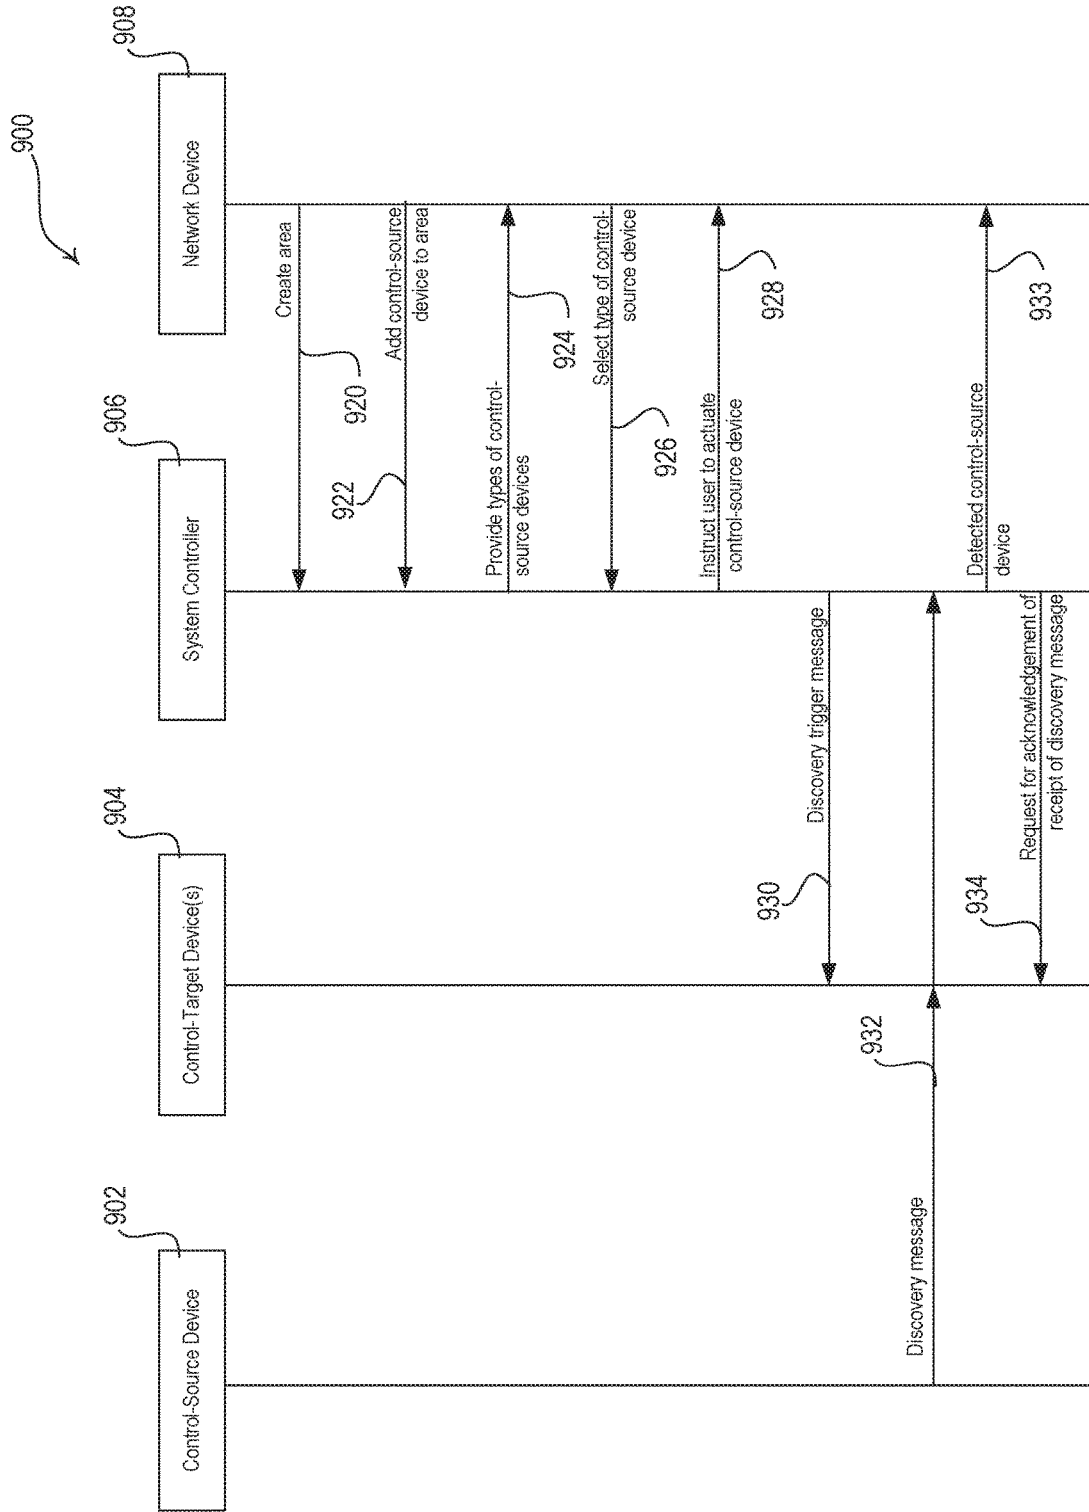 900
Control-Source Device
902
Control-Target Device(s)
904
System Controller
906
Network Device
908
Create area
920
Add control-source
device to area
922
Provide types of control-
source devices
924
Select type of control-
source device
926
Instruct user to actuate
control-source device
928
Discovery trigger message
930
Discovery message
932
Detected control-source
device
933
Request for acknowledgement of
receipt of discovery message
934